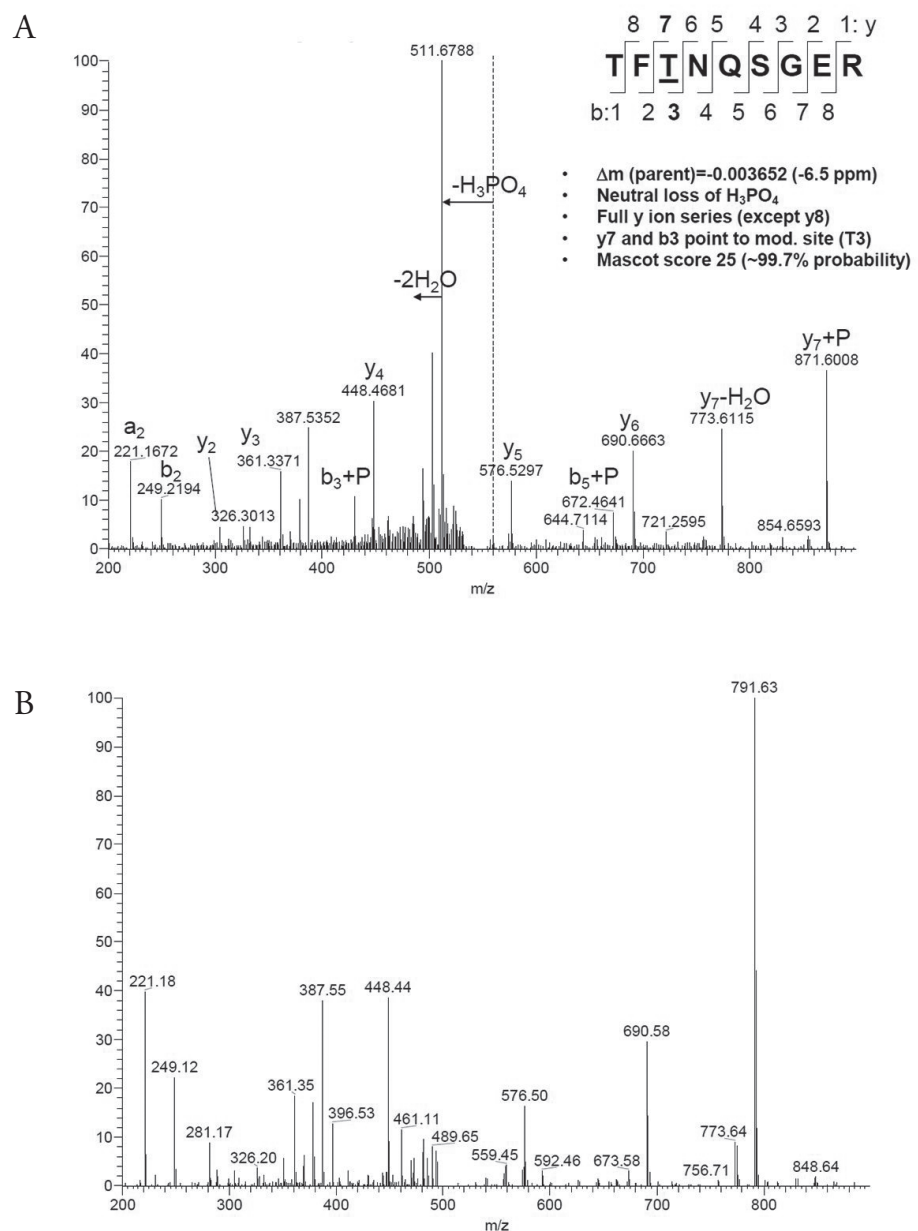 A
8 7 6 5 4 3 2 1: y
T F T N Q S G E R
b:1 2 3 4 5 6 7 8
• Δm (parent)=-0.003652 (-6.5 ppm)
• Neutral loss of H₃PO₄
• Full y ion series (except y8)
• y7 and b3 point to mod. site (T3)
• Mascot score 25 (~99.7% probability)
511.6788
-H₃PO₄
-2H₂O
a₂
221.1672
b₂
249.2194
y₂
y₃
326.3013
361.3371
387.5352
b₃+P
y₄
448.4681
y₅
576.5297
b₅+P
672.4641
644.7114
y₆
690.6663
721.2595
y₇-H₂O
773.6115
854.6593
y₇+P
871.6008
100
90
80
70
60
50
40
30
20
10
0
200 300 400 500 600 700 800
m/z
B
100
90
80
70
60
50
40
30
20
10
0
221.18
249.12
281.17
326.20
361.35
387.55
396.53
448.44
461.11
489.65
559.45
576.50
592.46
673.58
690.58
756.71
773.64
791.63
848.64
200 300 400 500 600 700 800
m/z